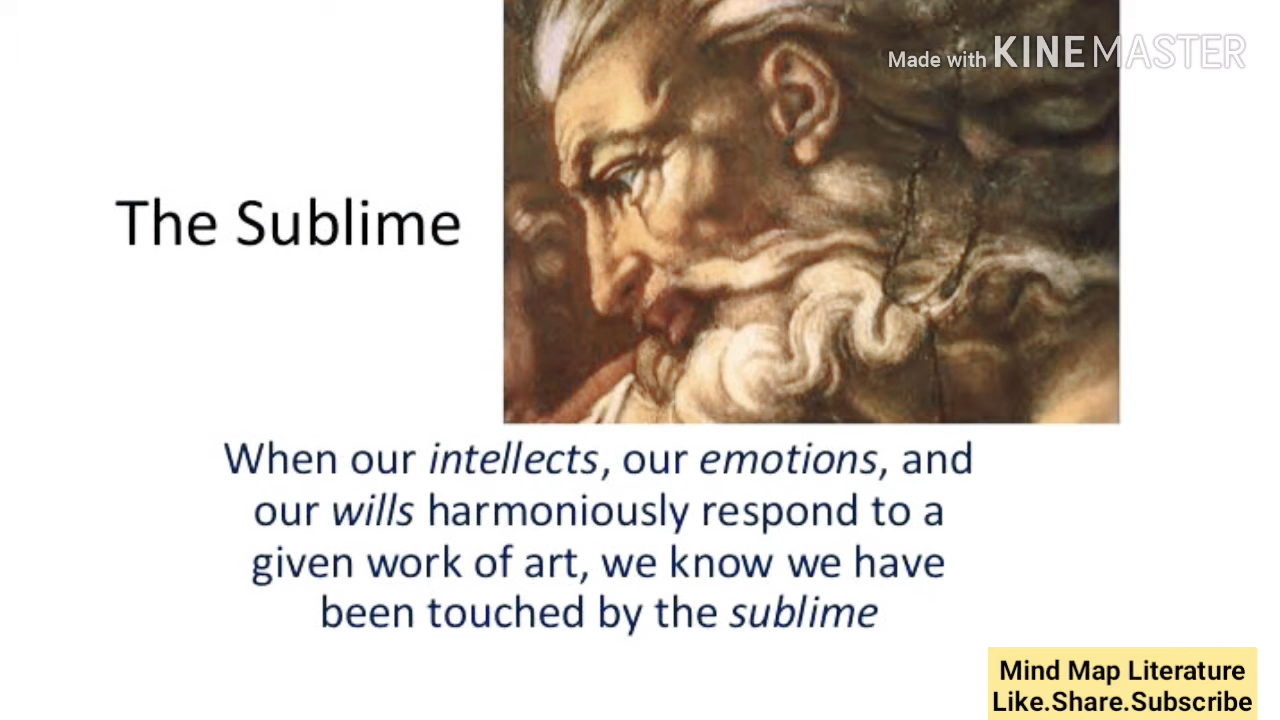 Made with KINEMASTER
The Sublime
When our intellects, our emotions, and
our wills harmoniously respond to a
given work of art, we know we have
been touched by the sublime
Mind Map Literature
Like.Share.Subscribe